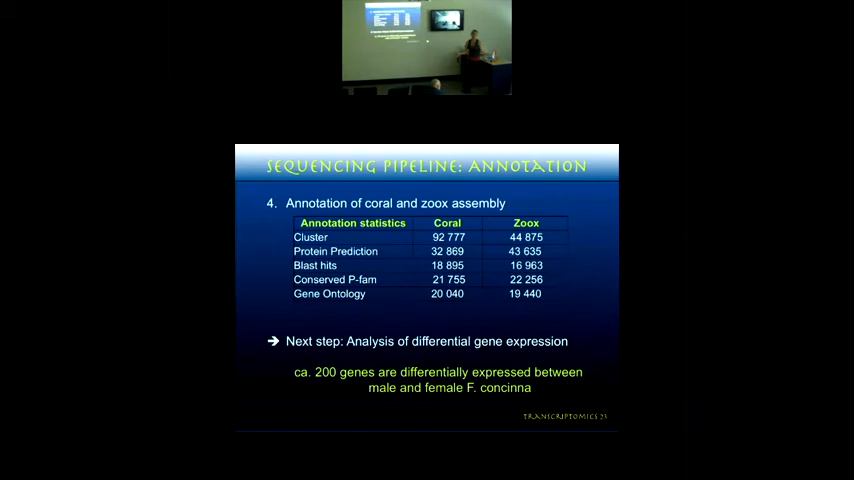 SEQUENCING PIPELINE: ANNOTATION
4. Annotation of coral and zoox assembly
Annotation statistics Coral Zoox
Cluster 92 777 44 875
Protein Prediction 32 869 43 635
Blast hits 18 895 16 963
Conserved P-fam 21 755 22 256
Gene Ontology 20 040 19 440
➔ Next step: Analysis of differential gene expression
ca. 200 genes are differentially expressed between
male and female F. concinna
TRANSCRIPTOMICS 23